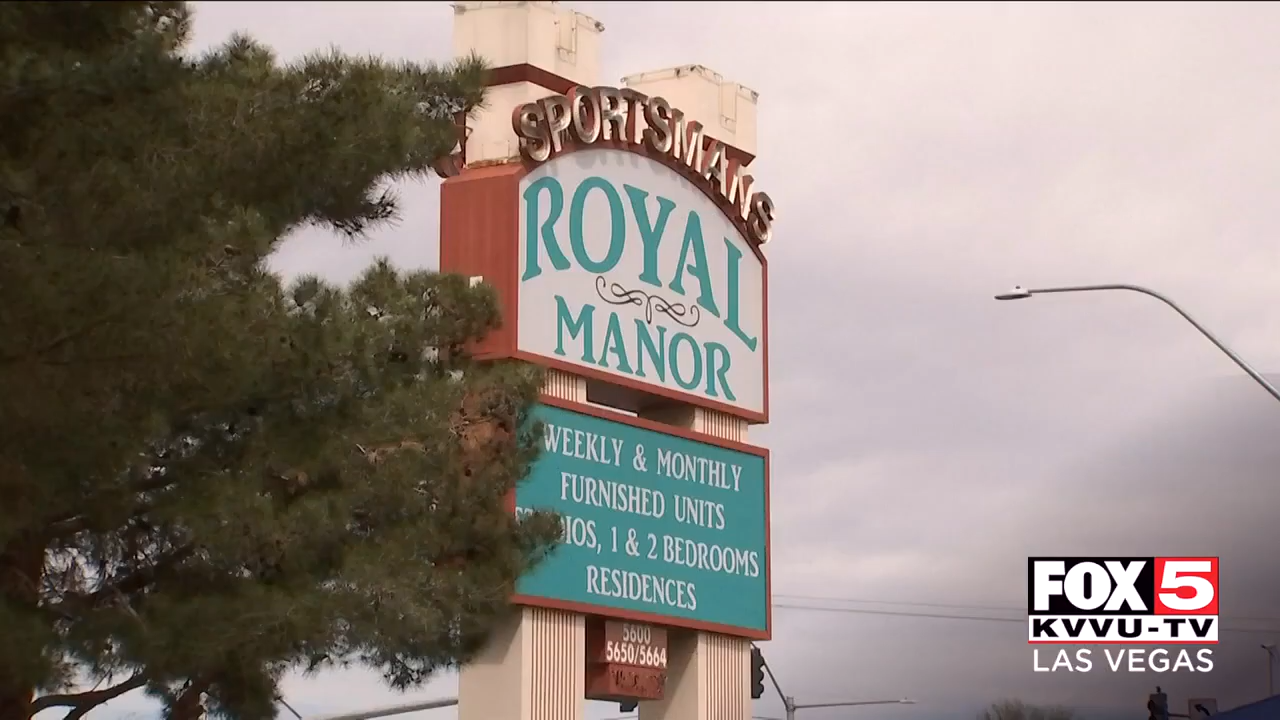 SPORTSMANS
ROYAL
MANOR
WEEKLY & MONTHLY
FURNISHED UNITS
1 & 2 BEDROOMS
RESIDENCES
5600
5650/5664
FOX 5
KVVU-TV
LAS VEGAS